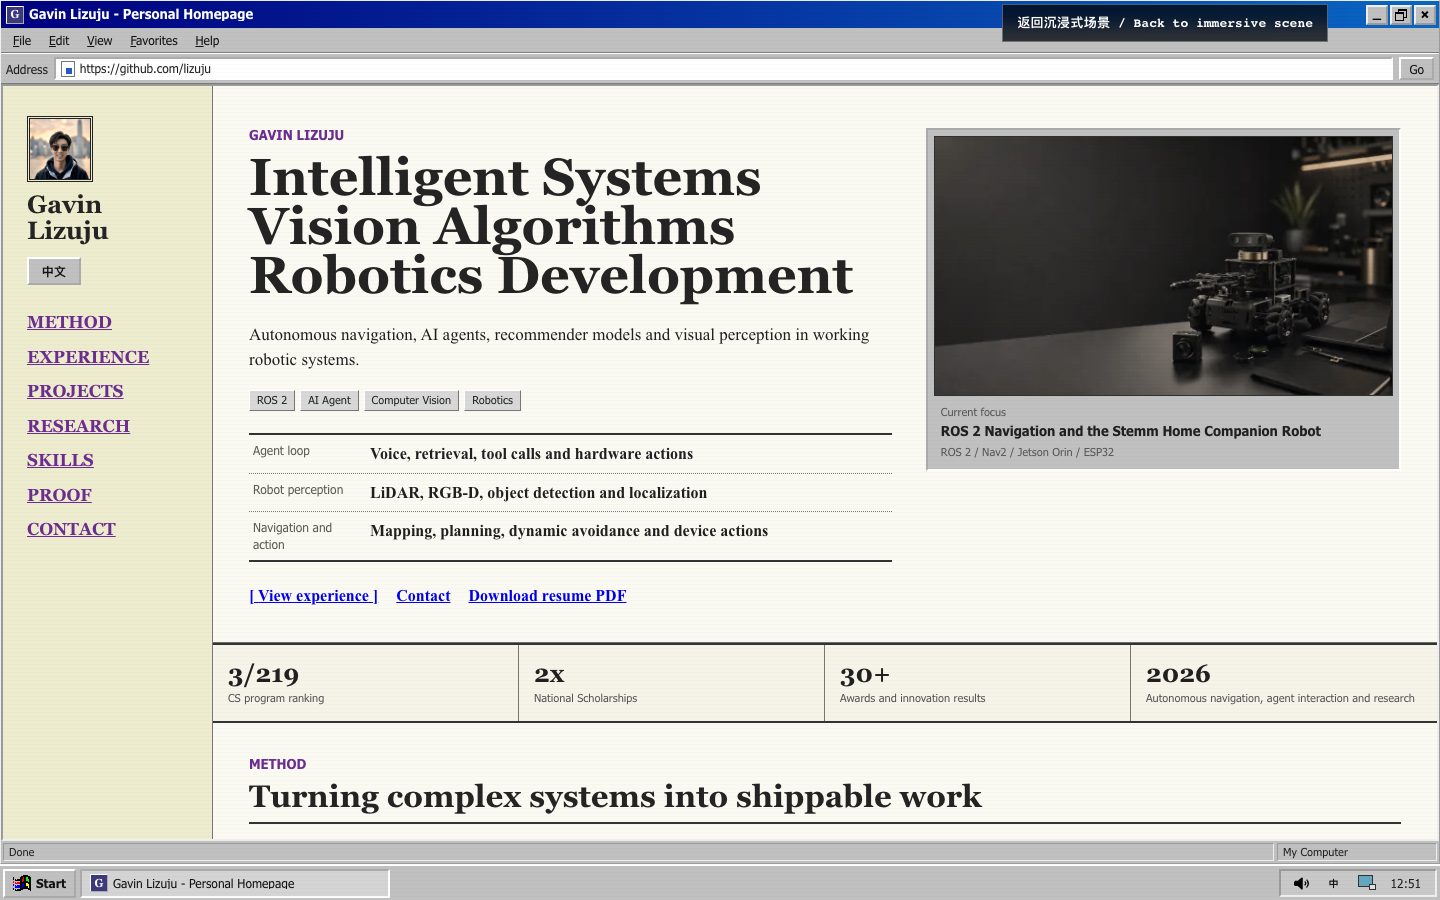 G Gavin Lizuju - Personal Homepage
返回沉浸式场景 / Back to immersive scene
File Edit View Favorites Help
Address https://github.com/lizuju Go
Gavin
Lizuju
中文
METHOD
EXPERIENCE
PROJECTS
RESEARCH
SKILLS
PROOF
CONTACT
GAVIN LIZUJU
Intelligent Systems
Vision Algorithms
Robotics Development
Autonomous navigation, AI agents, recommender models and visual perception in working
robotic systems.
ROS 2 AI Agent Computer Vision Robotics
Agent loop Voice, retrieval, tool calls and hardware actions
Robot perception LiDAR, RGB-D, object detection and localization
Navigation and
action Mapping, planning, dynamic avoidance and device actions
[ View experience ] Contact Download resume PDF
Current focus
ROS 2 Navigation and the Stemm Home Companion Robot
ROS 2 / Nav2 / Jetson Orin / ESP32
3/219
CS program ranking
2x
National Scholarships
30+
Awards and innovation results
2026
Autonomous navigation, agent interaction and research
METHOD
Turning complex systems into shippable work
Done
My Computer
Start
G Gavin Lizuju - Personal Homepage
中 12:51